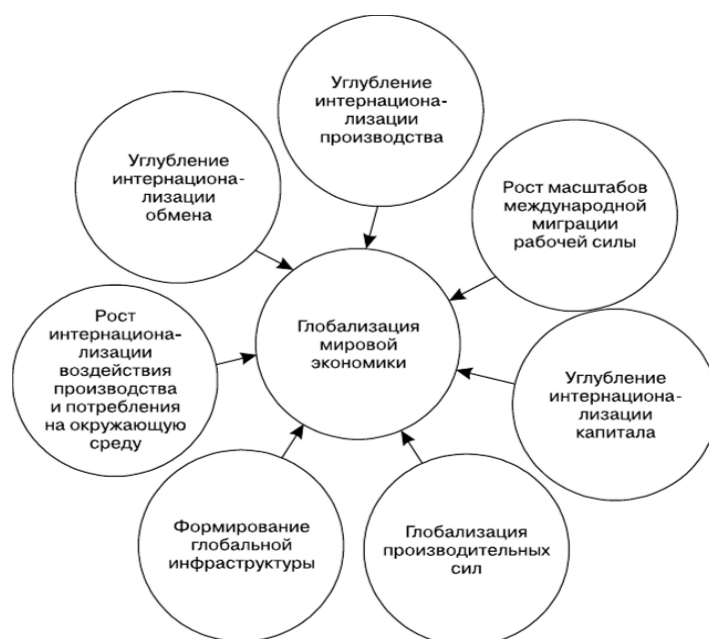 Углубление
интернациона-
лизации
производства
Углубление
интернациона-
лизации
обмена
Рост масштабов
международной
миграции
рабочей силы
Рост
интернациона-
лизации
воздействия
производства
и потребления
на окружающую
среду
Глобализация
мировой
экономики
Углубление
интернациона-
лизации
капитала
Формирование
глобальной
инфраструктуры
Глобализация
производительных
сил